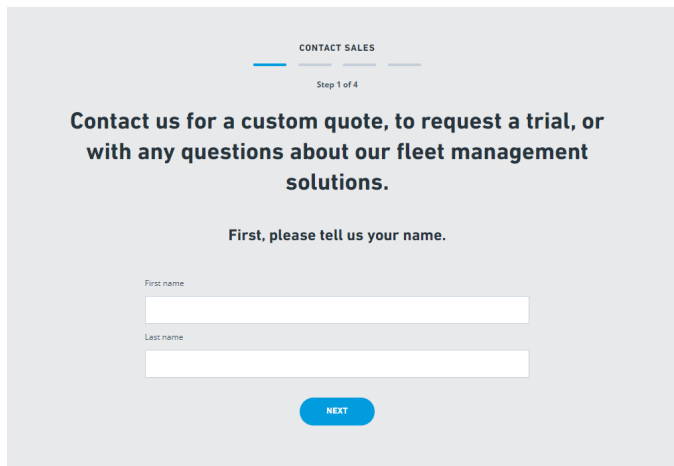 CONTACT SALES
Step 1 of 4
Contact us for a custom quote, to request a trial, or
with any questions about our fleet management
solutions.
First, please tell us your name.
First name
Last name
NEXT